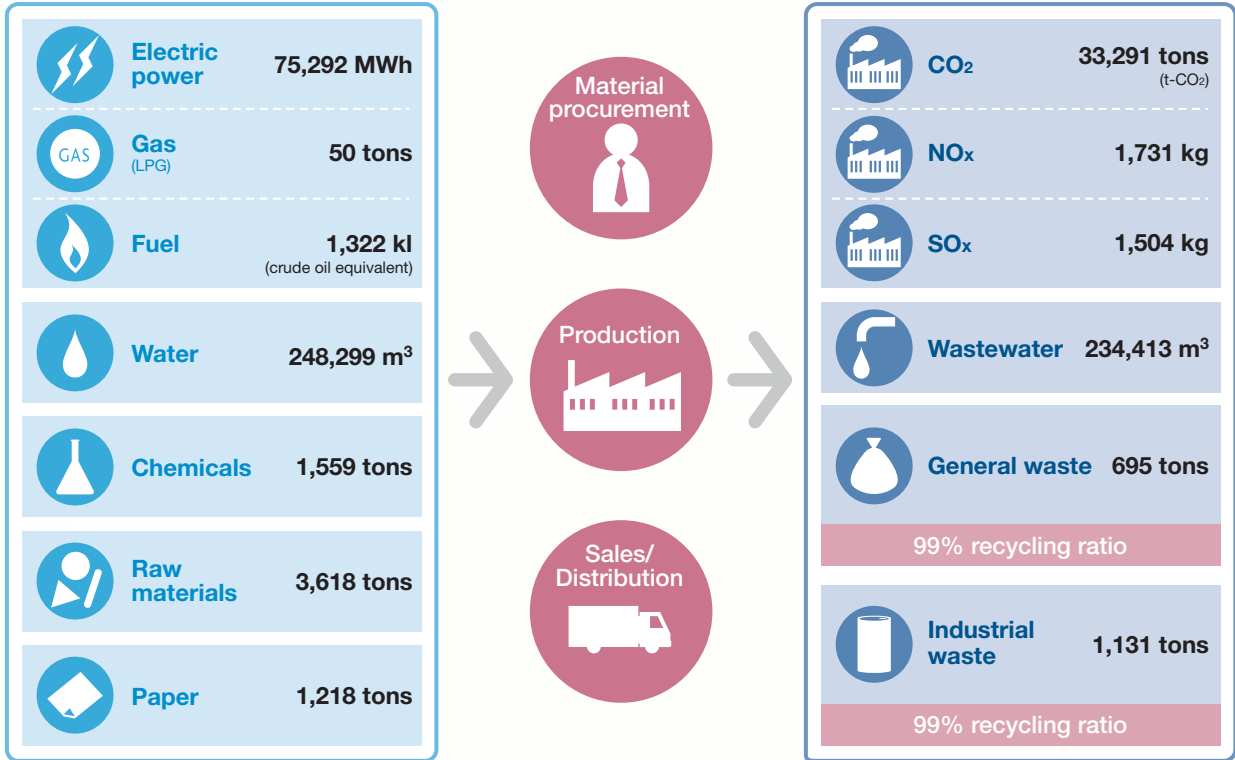 Electric
power
75,292 MWh
GAS
Gas
(LPG)
50 tons
Fuel
1,322 kl
(crude oil equivalent)
Water
248,299 m³
Chemicals
1,559 tons
Raw
materials
3,618 tons
Paper
1,218 tons
Material
procurement
Production
Sales/
Distribution
CO₂
33,291 tons
(t-CO₂)
NOx
1,731 kg
SOx
1,504 kg
Wastewater
234,413 m³
General waste
695 tons
99% recycling ratio
Industrial
waste
1,131 tons
99% recycling ratio